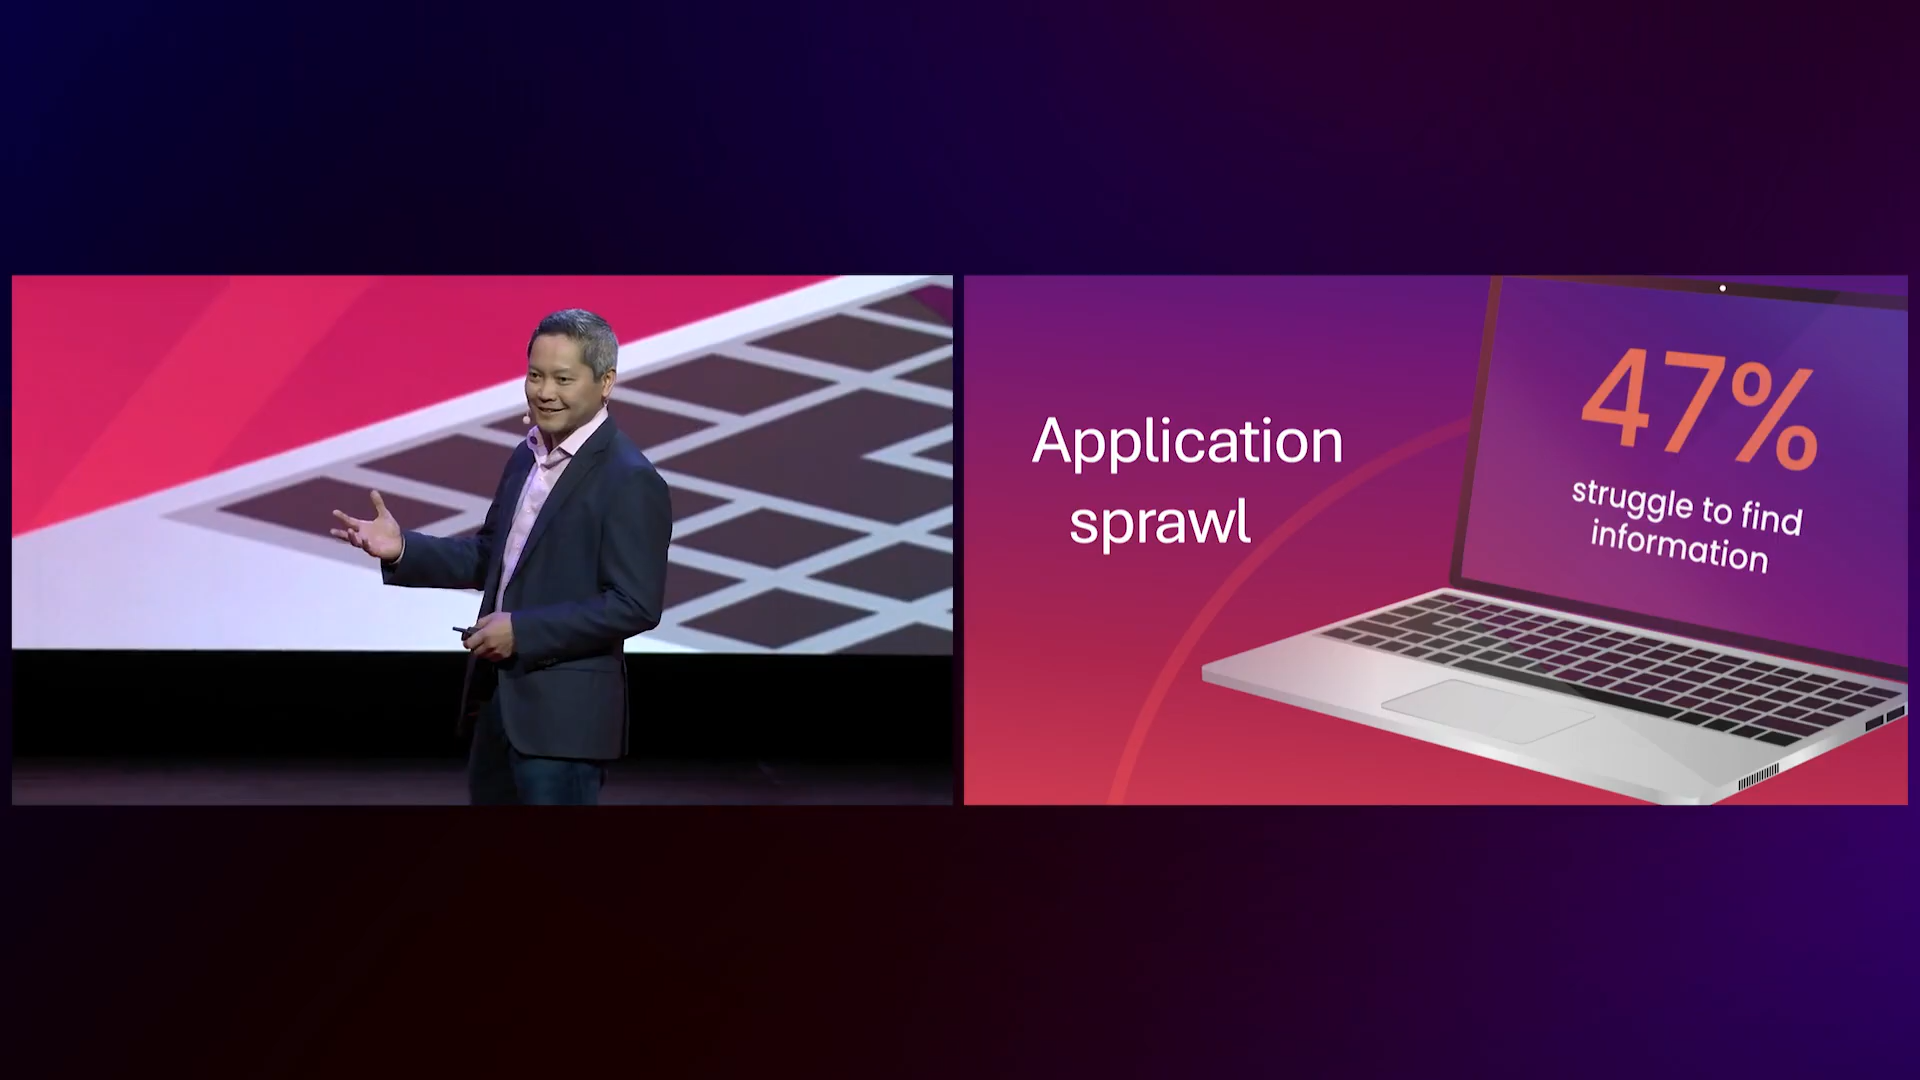 Application
sprawl
47%
struggle to find
information